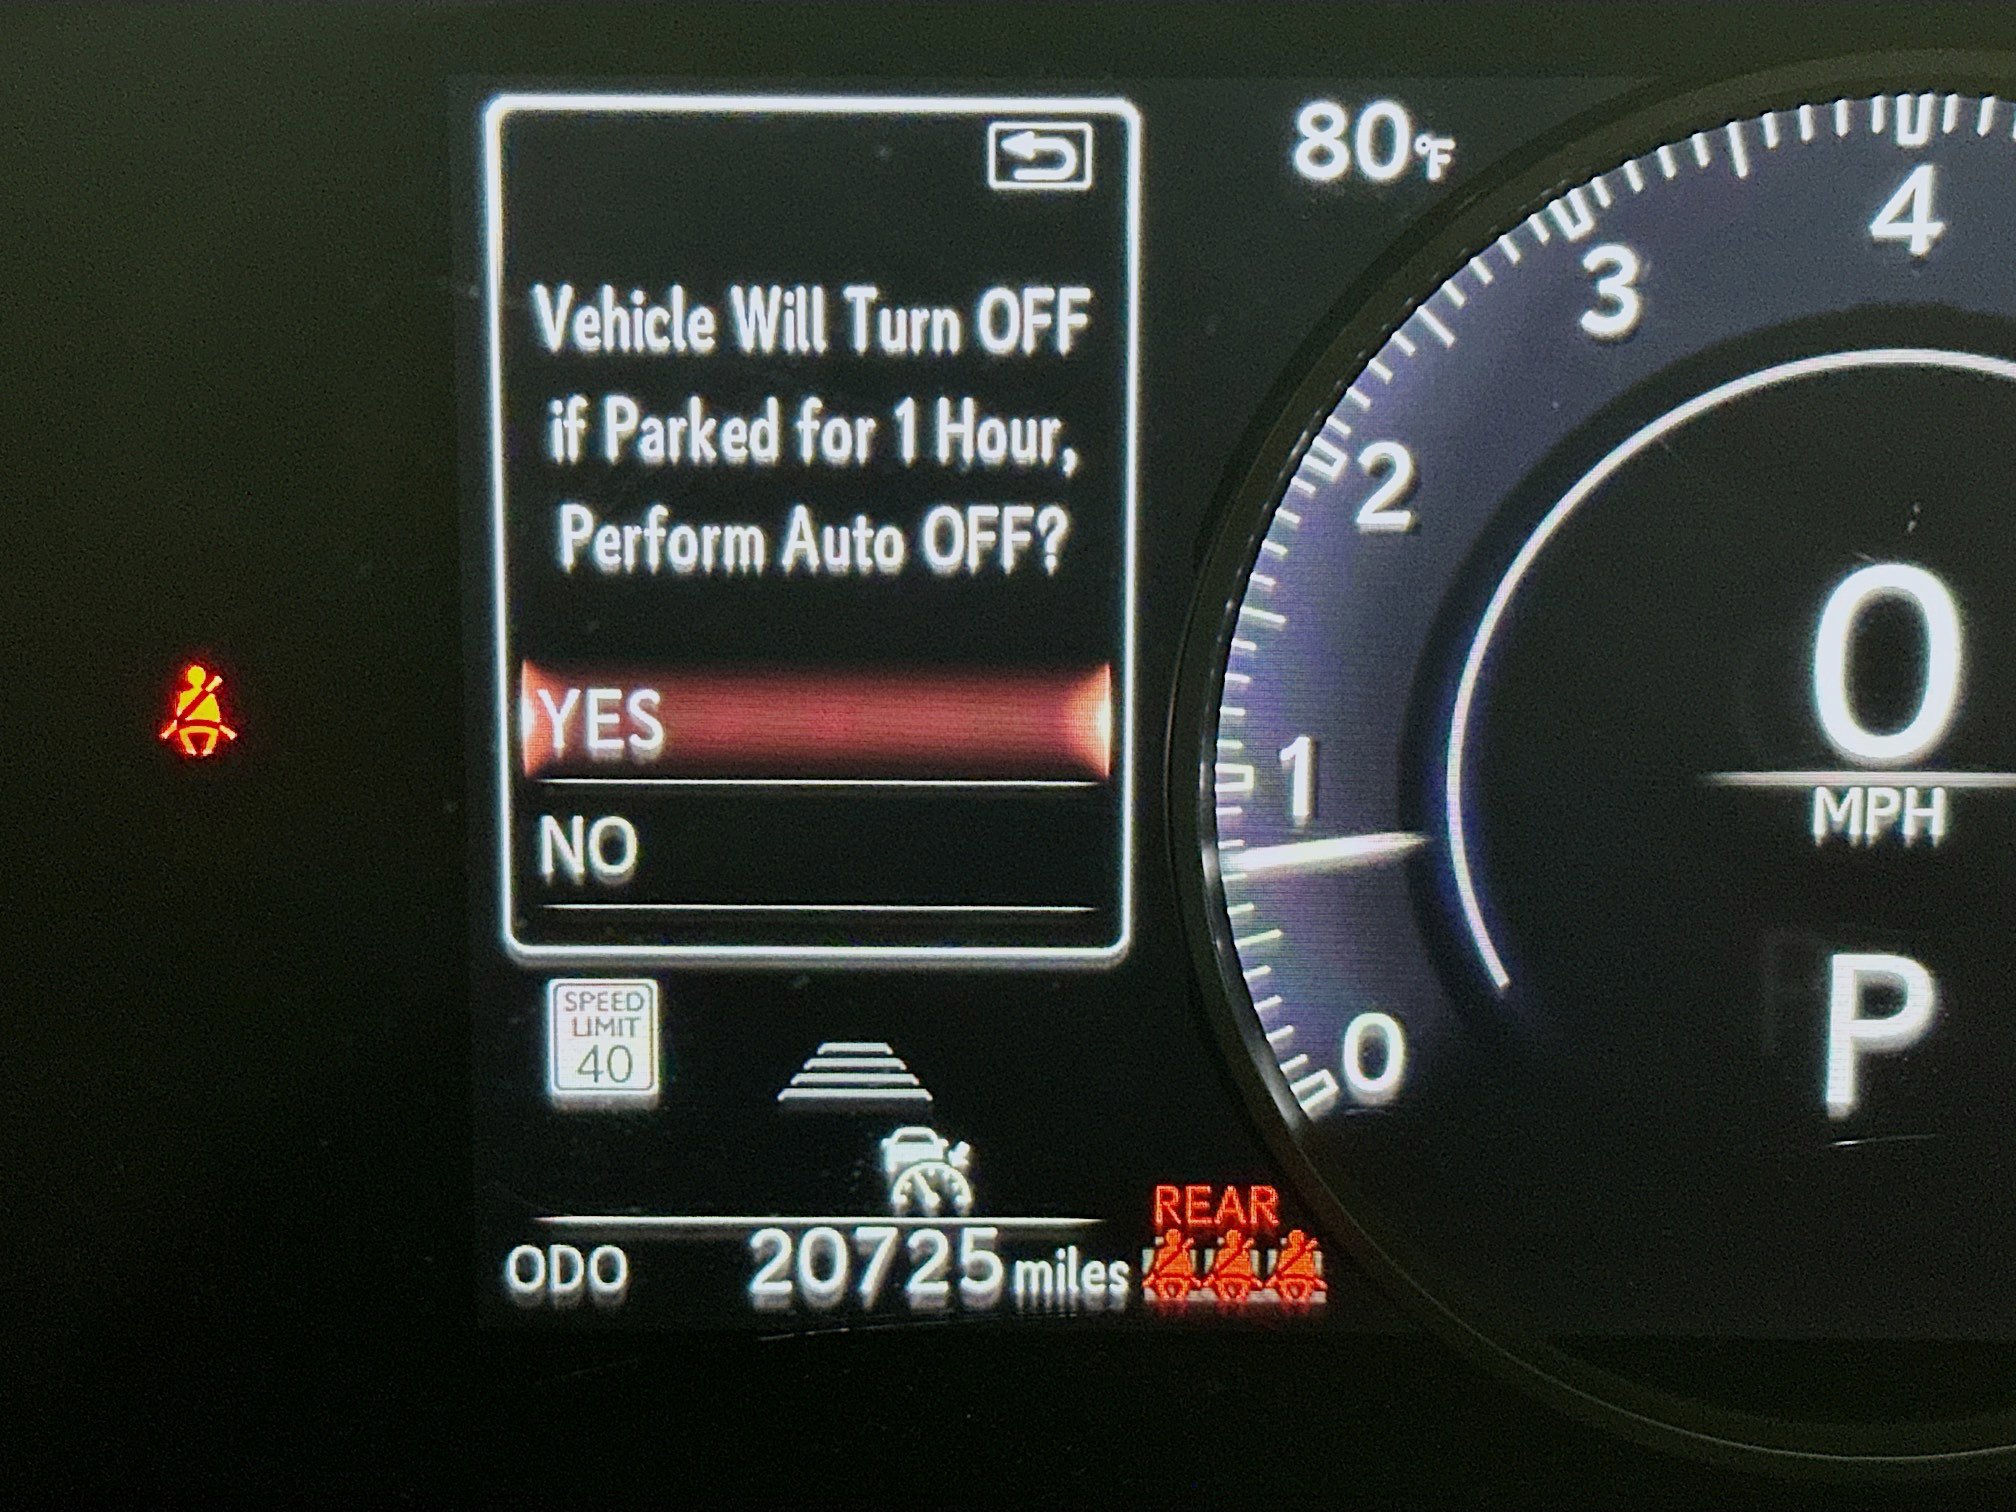 80°F
Vehicle Will Turn OFF
if Parked for 1 Hour,
Perform Auto OFF?
YES
NO
4
3
2
1
0
0
MPH
P
SPEED
LIMIT
40
REAR
ODO 20725 miles